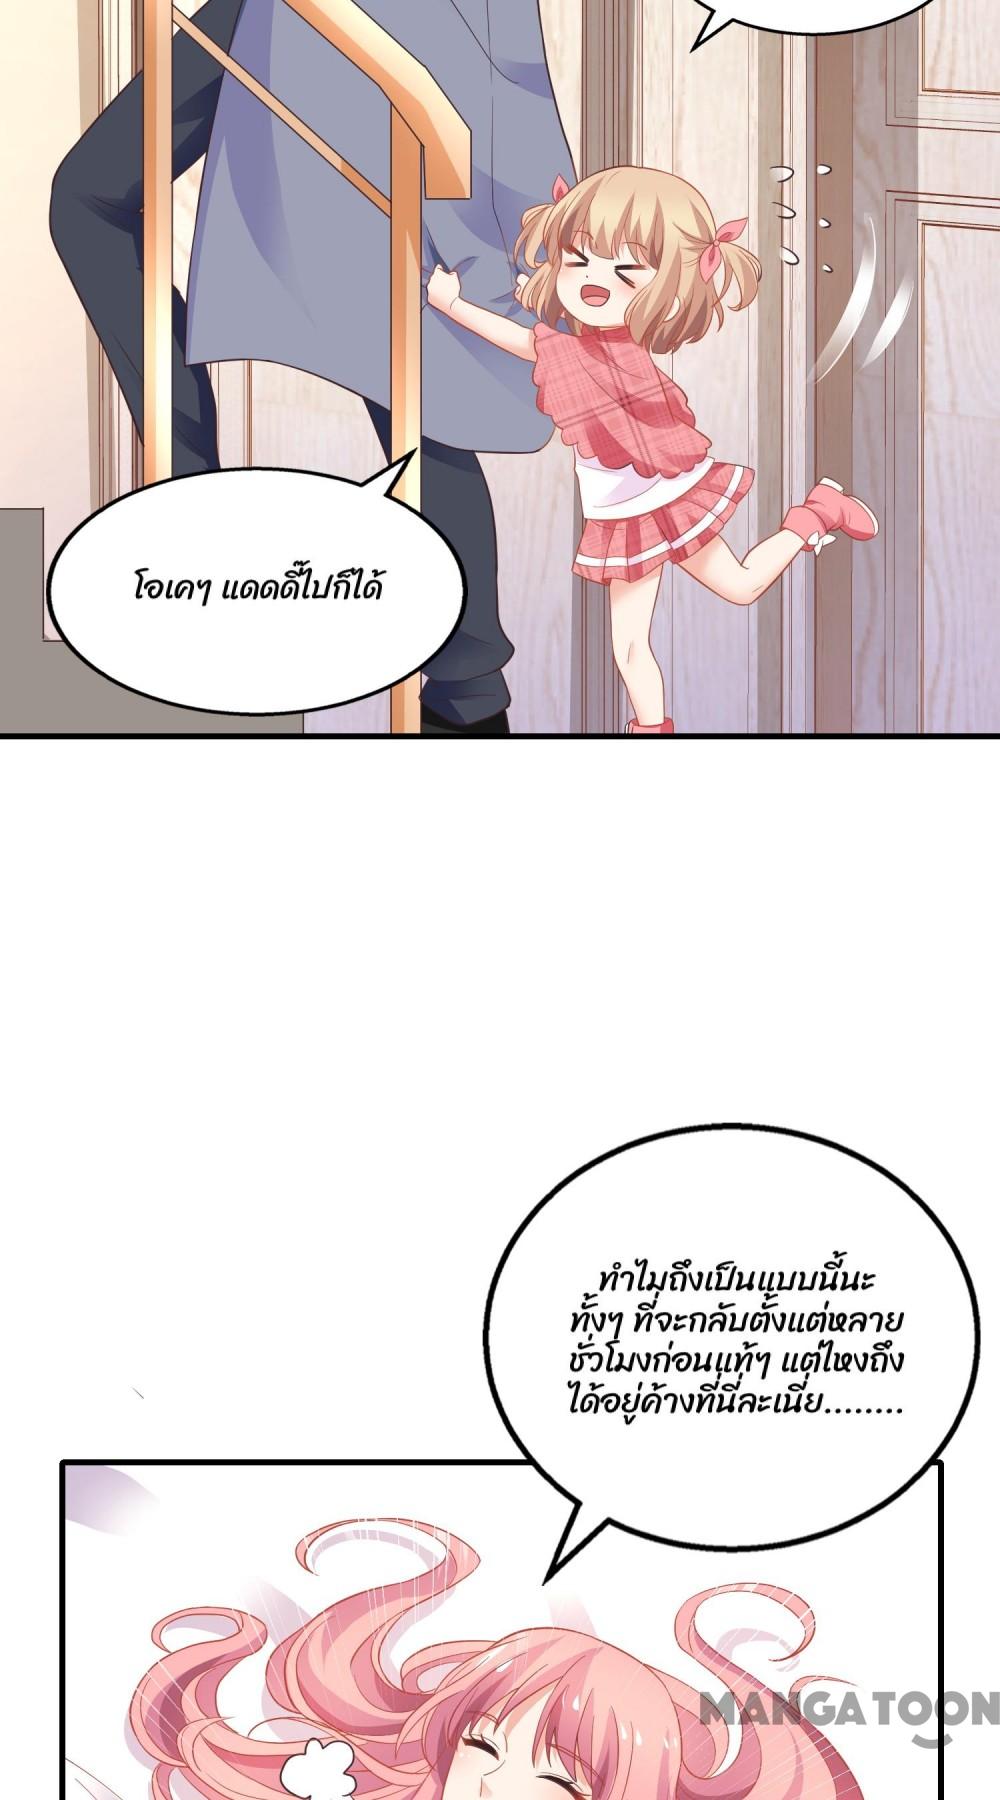 โอเคๆ แดดดี๊ไปก็ได้
ทำไมถึงเป็นแบบนี้นะ
ทั้งๆ ที่จะกลับตั้งแต่หลาย
ชั่วโมงก่อนแท้ๆ แต่ไหงถึง
ได้อยู่ค้างที่นี่ละเนี่ย........
MANGATOON